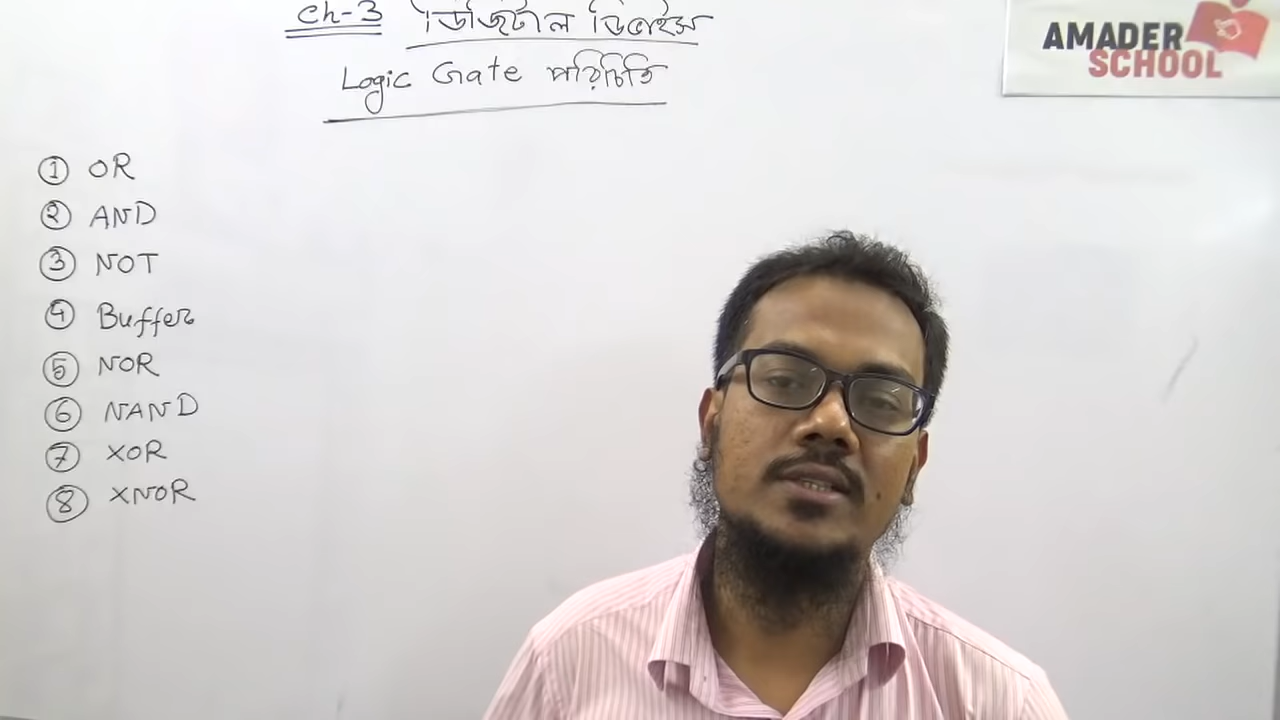 Ch-3 ডিজিটাল ডিভাইস
Logic Gate পরিচিতি
AMADER
SCHOOL
① OR
② AND
③ NOT
④ Buffer
⑤ NOR
⑥ NAND
⑦ XOR
⑧ XNOR